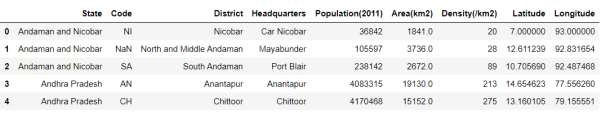 State Code District Headquarters Population(2011) Area(km2) Density(/km2) Latitude Longitude
0 Andaman and Nicobar NI Nicobar Car Nicobar 36842 1841.0 20 7.000000 93.000000
1 Andaman and Nicobar NaN North and Middle Andaman Mayabunder 105597 3736.0 28 12.611239 92.831654
2 Andaman and Nicobar SA South Andaman Port Blair 238142 2672.0 89 10.705690 92.487468
3 Andhra Pradesh AN Anantapur Anantapur 4083315 19130.0 213 14.654623 77.556260
4 Andhra Pradesh CH Chittoor Chittoor 4170468 15152.0 275 13.160105 79.155551